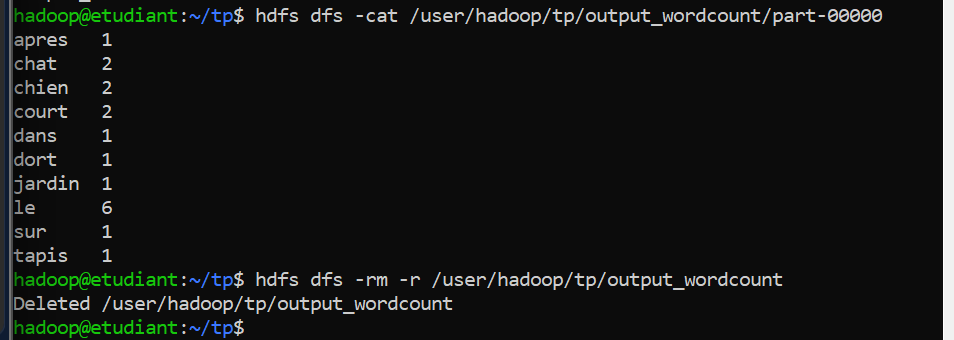 hadoop@etudiant:~/tp$ hdfs dfs -cat /user/hadoop/tp/output_wordcount/part-00000
apres 1
chat 2
chien 2
court 2
dans 1
dort 1
jardin 1
le 6
sur 1
tapis 1
hadoop@etudiant:~/tp$ hdfs dfs -rm -r /user/hadoop/tp/output_wordcount
Deleted /user/hadoop/tp/output_wordcount
hadoop@etudiant:~/tp$